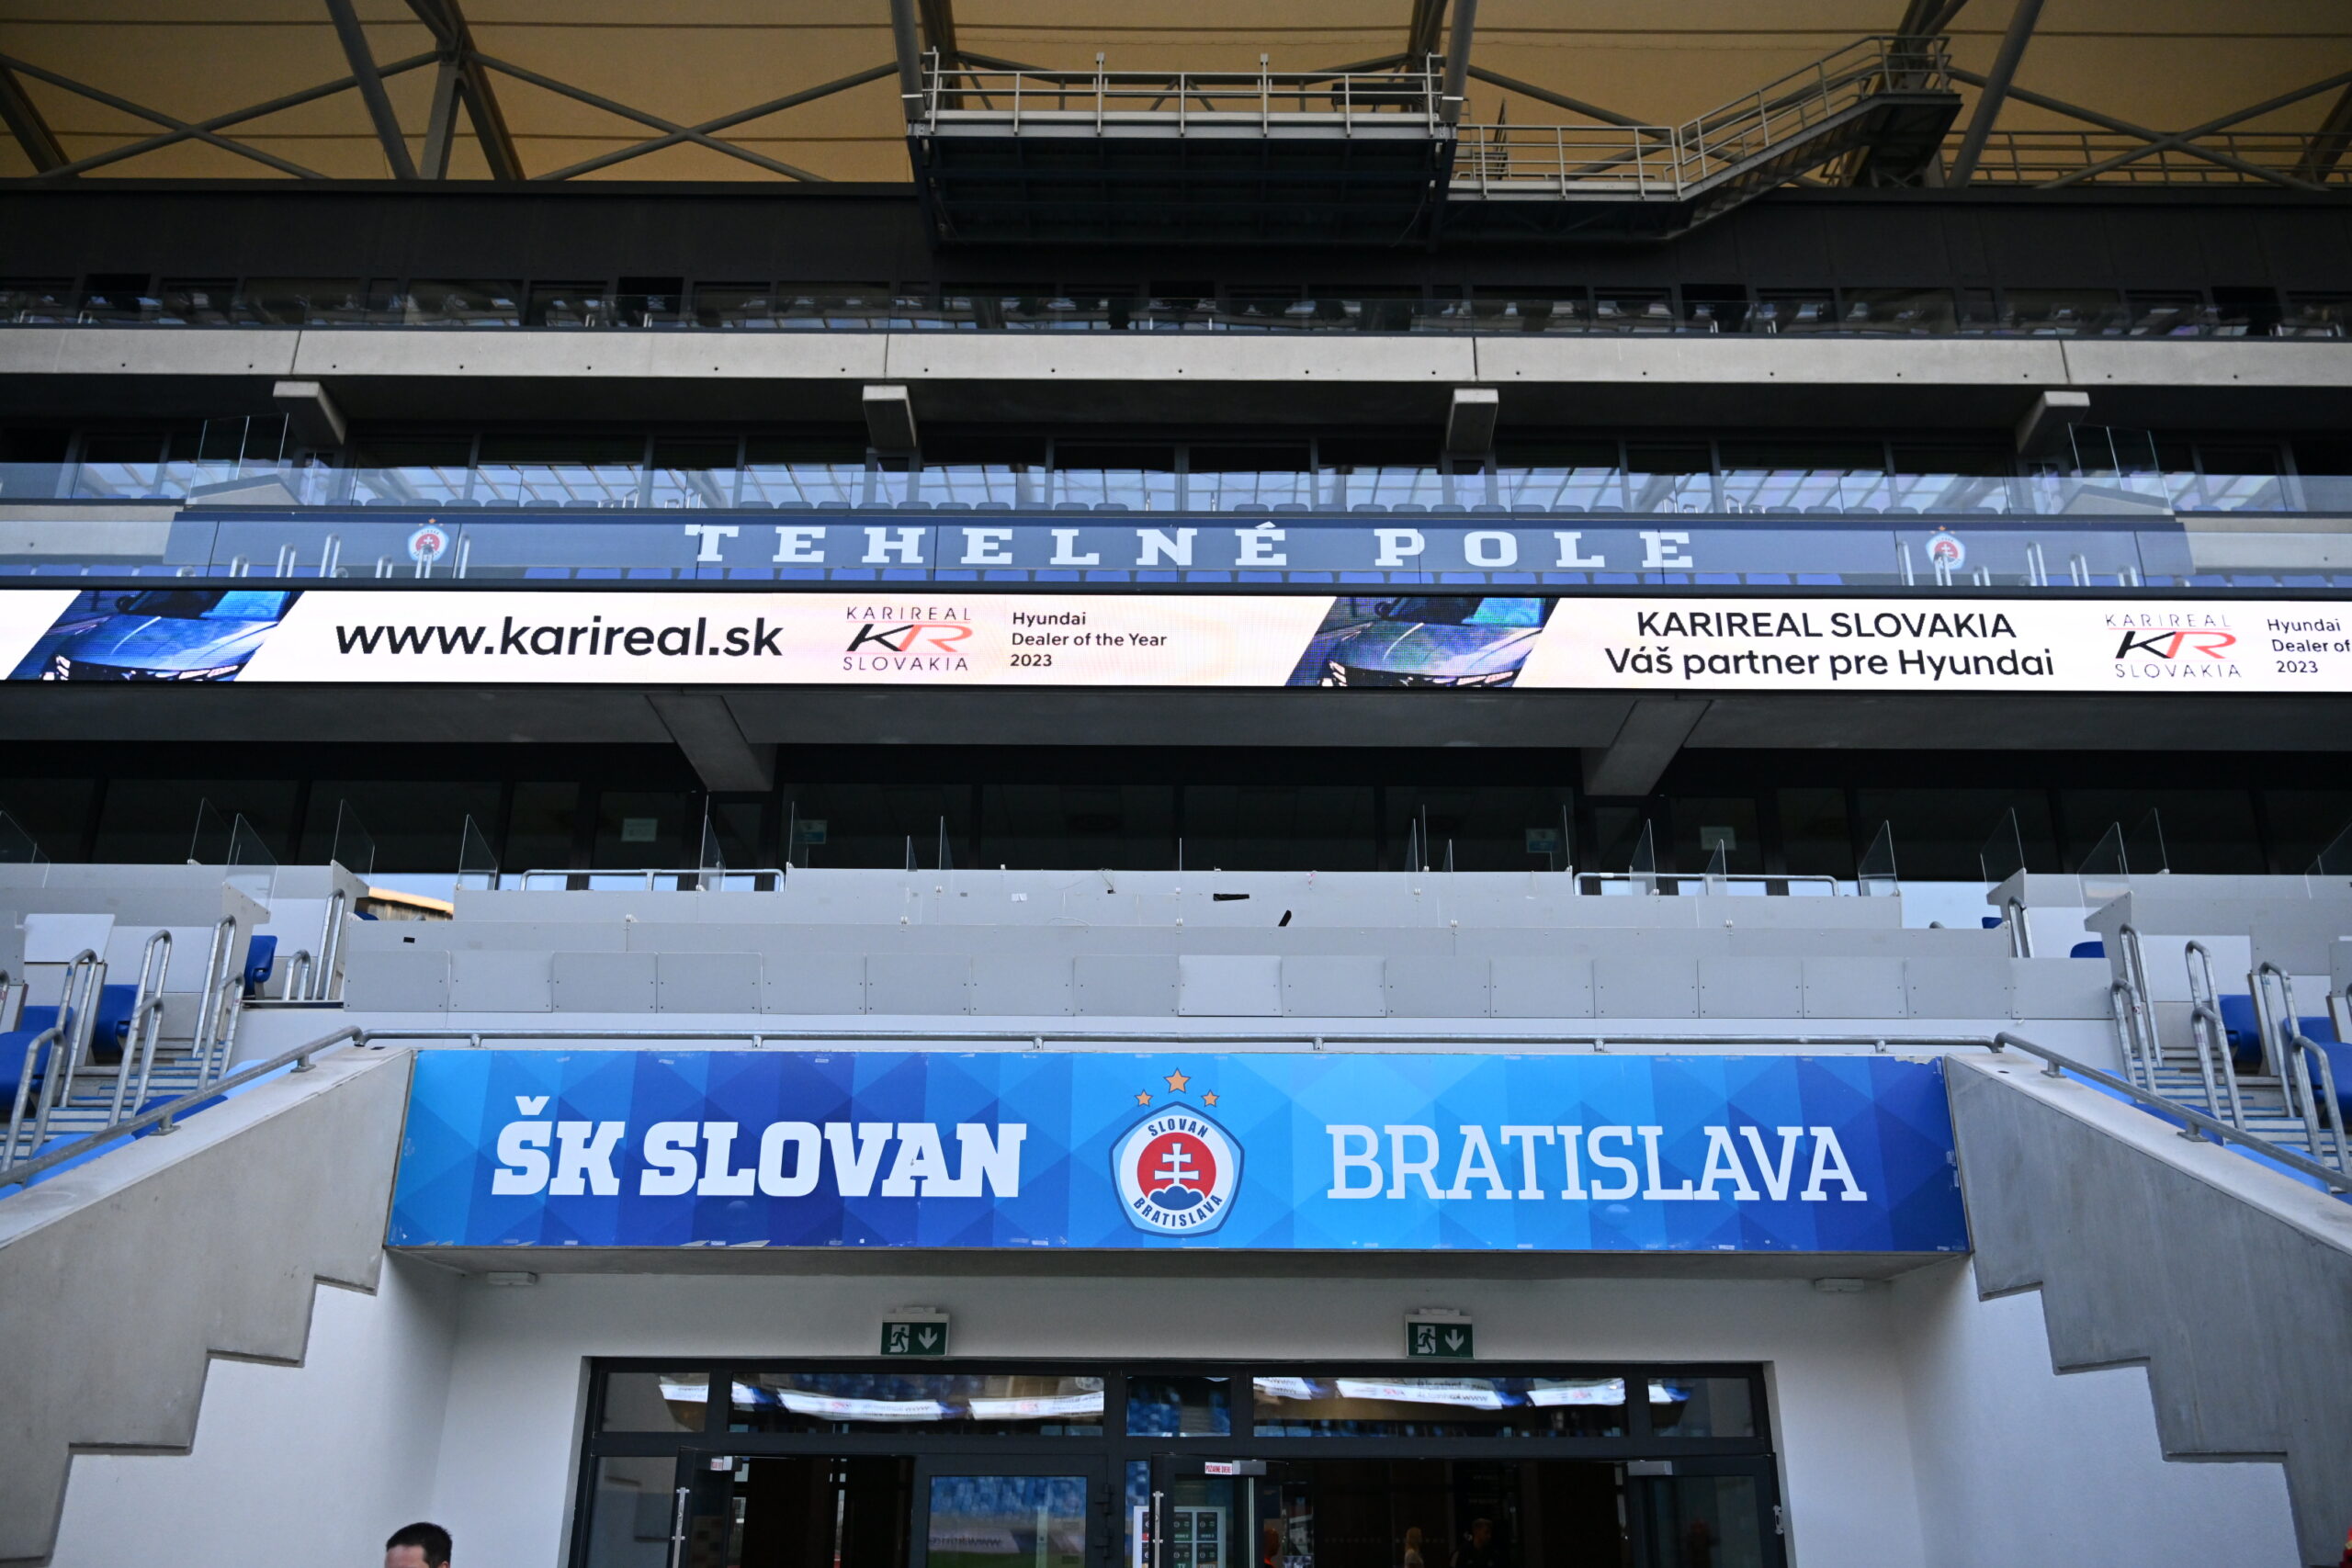 TEHELNÉ POLE
www.karireal.sk
KARIREAL
KR
SLOVAKIA
Hyundai
Dealer of the Year
2023
KARIREAL SLOVAKIA
Váš partner pre Hyundai
KARIREAL
KR
SLOVAKIA
Hyundai
Dealer of
2023
ŠK SLOVAN
SLOVAN
BRATISLAVA
BRATISLAVA